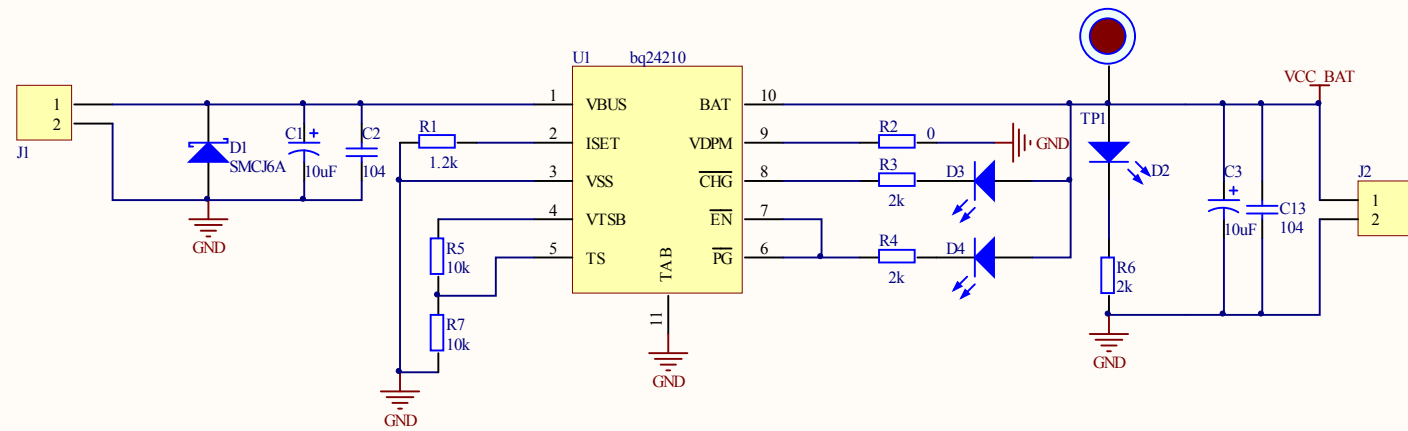 U1 bq24210
VCC_BAT
1
2
J1
C1
+
10uF
C2
104
D1
SMCJ6A
GND
R1
1.2k
1 VBUS
2 ISET
3 VSS
4 VTSB
5 TS
BAT 10
VDPM 9
CHG 8
EN 7
PG 6
TAB
11
GND
R5
10k
R7
10k
GND
R2 0
GND
R3
2k
D3
R4
2k
D4
TP1
D2
R6
2k
GND
C3
+
10uF
C13
104
J2
1
2